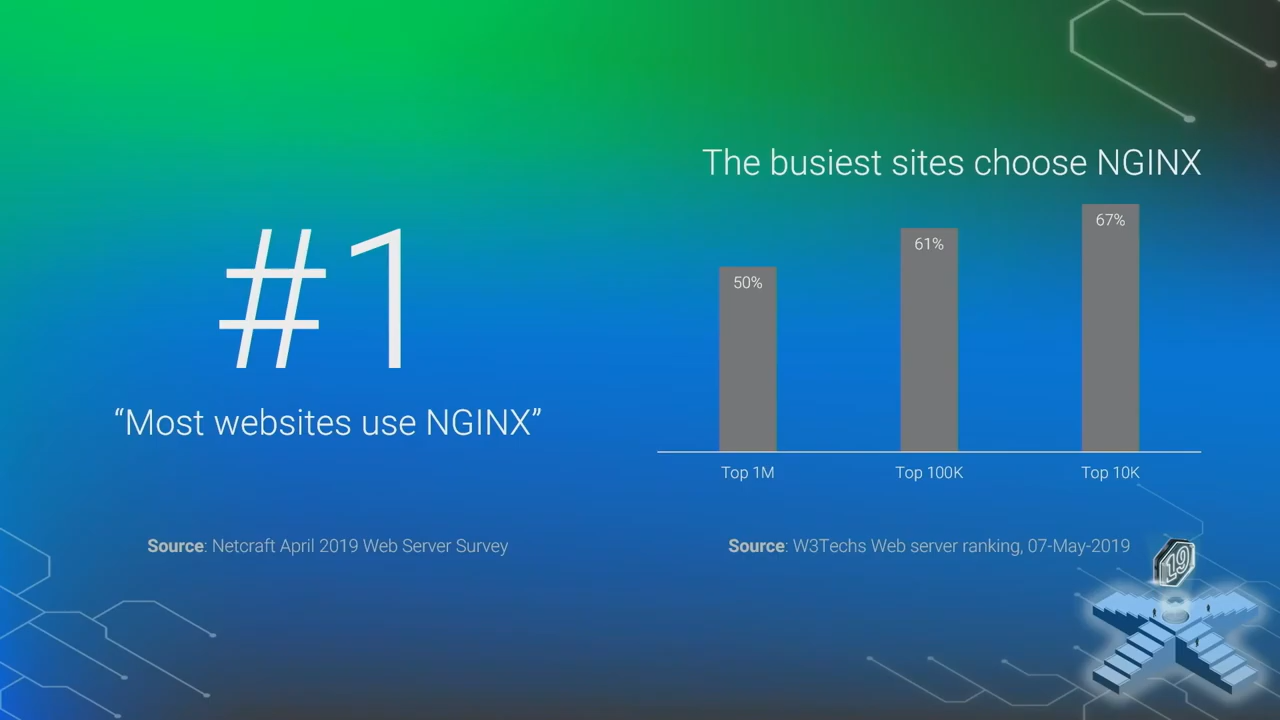 #1
“Most websites use NGINX”
Source: Netcraft April 2019 Web Server Survey
The busiest sites choose NGINX
50%
61%
67%
Top 1M
Top 100K
Top 10K
Source: W3Techs Web server ranking, 07-May-2019
19